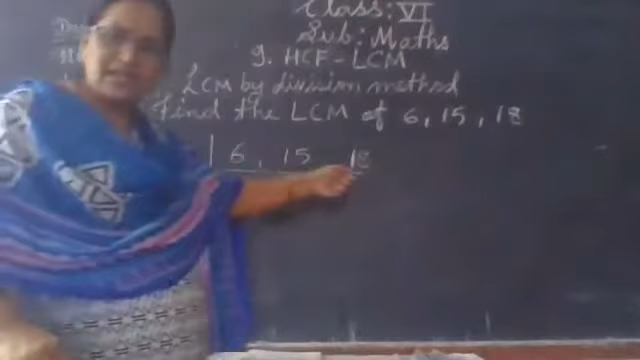 Class: VI
Sub: Maths
9. HCF - LCM
LCM by division method
Find the LCM of 6, 15, 18
6, 15 18